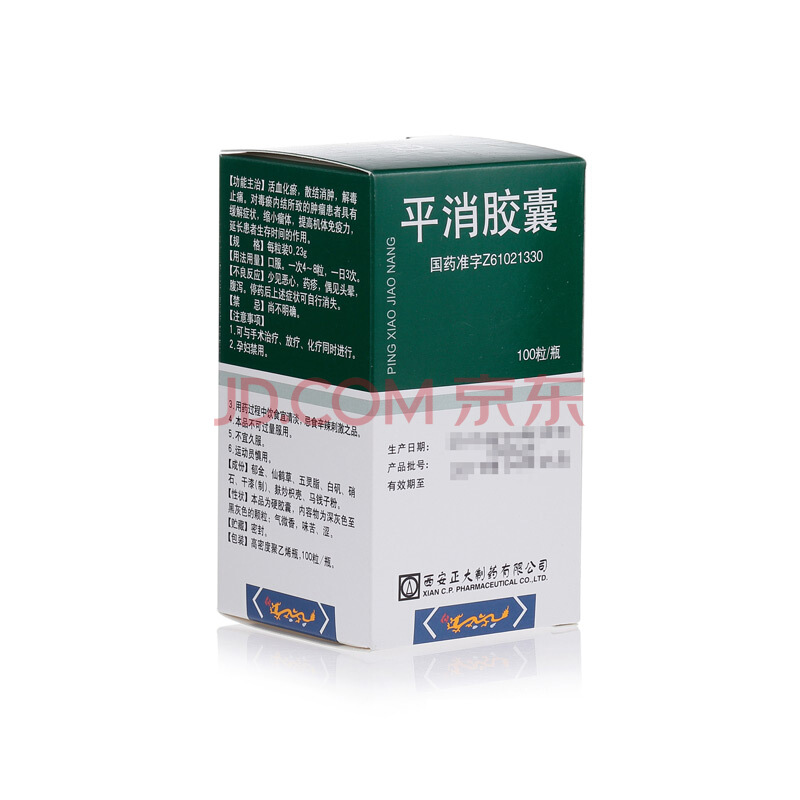 【功能主治】活血化瘀，散结消肿，解毒
止痛。对毒瘀内结所致的肿瘤患者具有
缓解症状，缩小瘤体，提高机体免疫力，
延长患者生存时间的作用。
【规　格】每粒装0.23g
【用法用量】口服。一次4~8粒，一日3次。
【不良反应】少见恶心，药疹，偶见头晕，
腹泻。停药后上述症状可自行消失。
【禁　忌】尚不明确。
【注意事项】
1.可与手术治疗、放疗、化疗同时进行。
2.孕妇禁用。
3.用药过程中饮食宜清淡，忌食辛辣刺激之品。
4.本品不可过量服用。
5.不宜久服。
6.运动员慎用。
【成份】郁金、仙鹤草、五灵脂、白矾、硝
石、干漆(制)、麸炒枳壳、马钱子粉。
【性状】本品为硬胶囊，内容物为深灰色至
黑灰色的颗粒；气微香，味苦、涩。
【贮藏】密封。
【包装】高密度聚乙烯瓶,100粒/瓶。
平消胶囊
PING XIAO JIAO NANG
国药准字Z61021330
100粒/瓶
JD.COM 京东
生产日期：
产品批号：
有效期至
西安正大制药有限公司
XIAN C.P. PHARMACEUTICAL CO.,LTD.